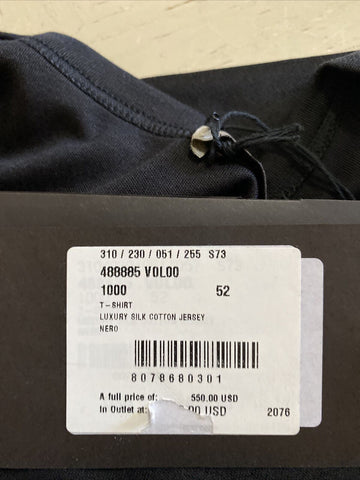 310 / 230 / 051 / 255 S73
488885 VOL00
1000 52
T-SHIRT
LUXURY SILK COTTON JERSEY
NERO
8078680301
A full price of: 550.00 USD
In Outlet at: .00 USD
2076